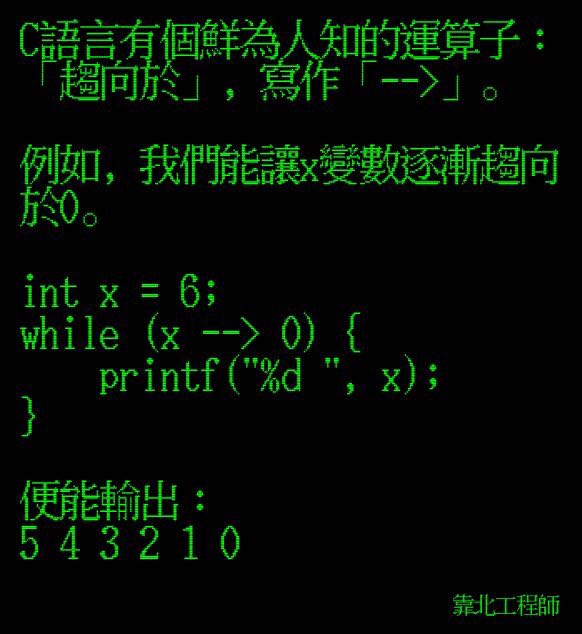 C語言有個鮮為人知的運算子：
「趨向於」，寫作「-->」。
例如，我們能讓x變數逐漸趨向
於0。
int x = 6;
while (x --> 0) {
    printf("%d ", x);
}
便能輸出：
5 4 3 2 1 0
靠北工程師